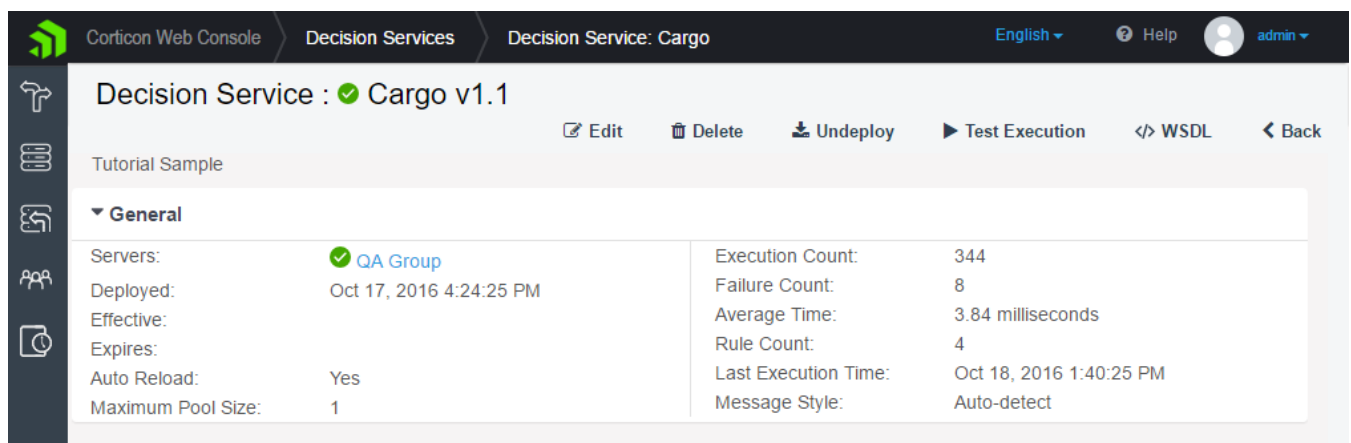 Corticon Web Console Decision Services Decision Service: Cargo English Help admin
Decision Service : Cargo v1.1
Edit Delete Undeploy Test Execution </> WSDL Back
Tutorial Sample
General
Servers: QA Group
Deployed: Oct 17, 2016 4:24:25 PM
Effective:
Expires:
Auto Reload: Yes
Maximum Pool Size: 1
Execution Count: 344
Failure Count: 8
Average Time: 3.84 milliseconds
Rule Count: 4
Last Execution Time: Oct 18, 2016 1:40:25 PM
Message Style: Auto-detect